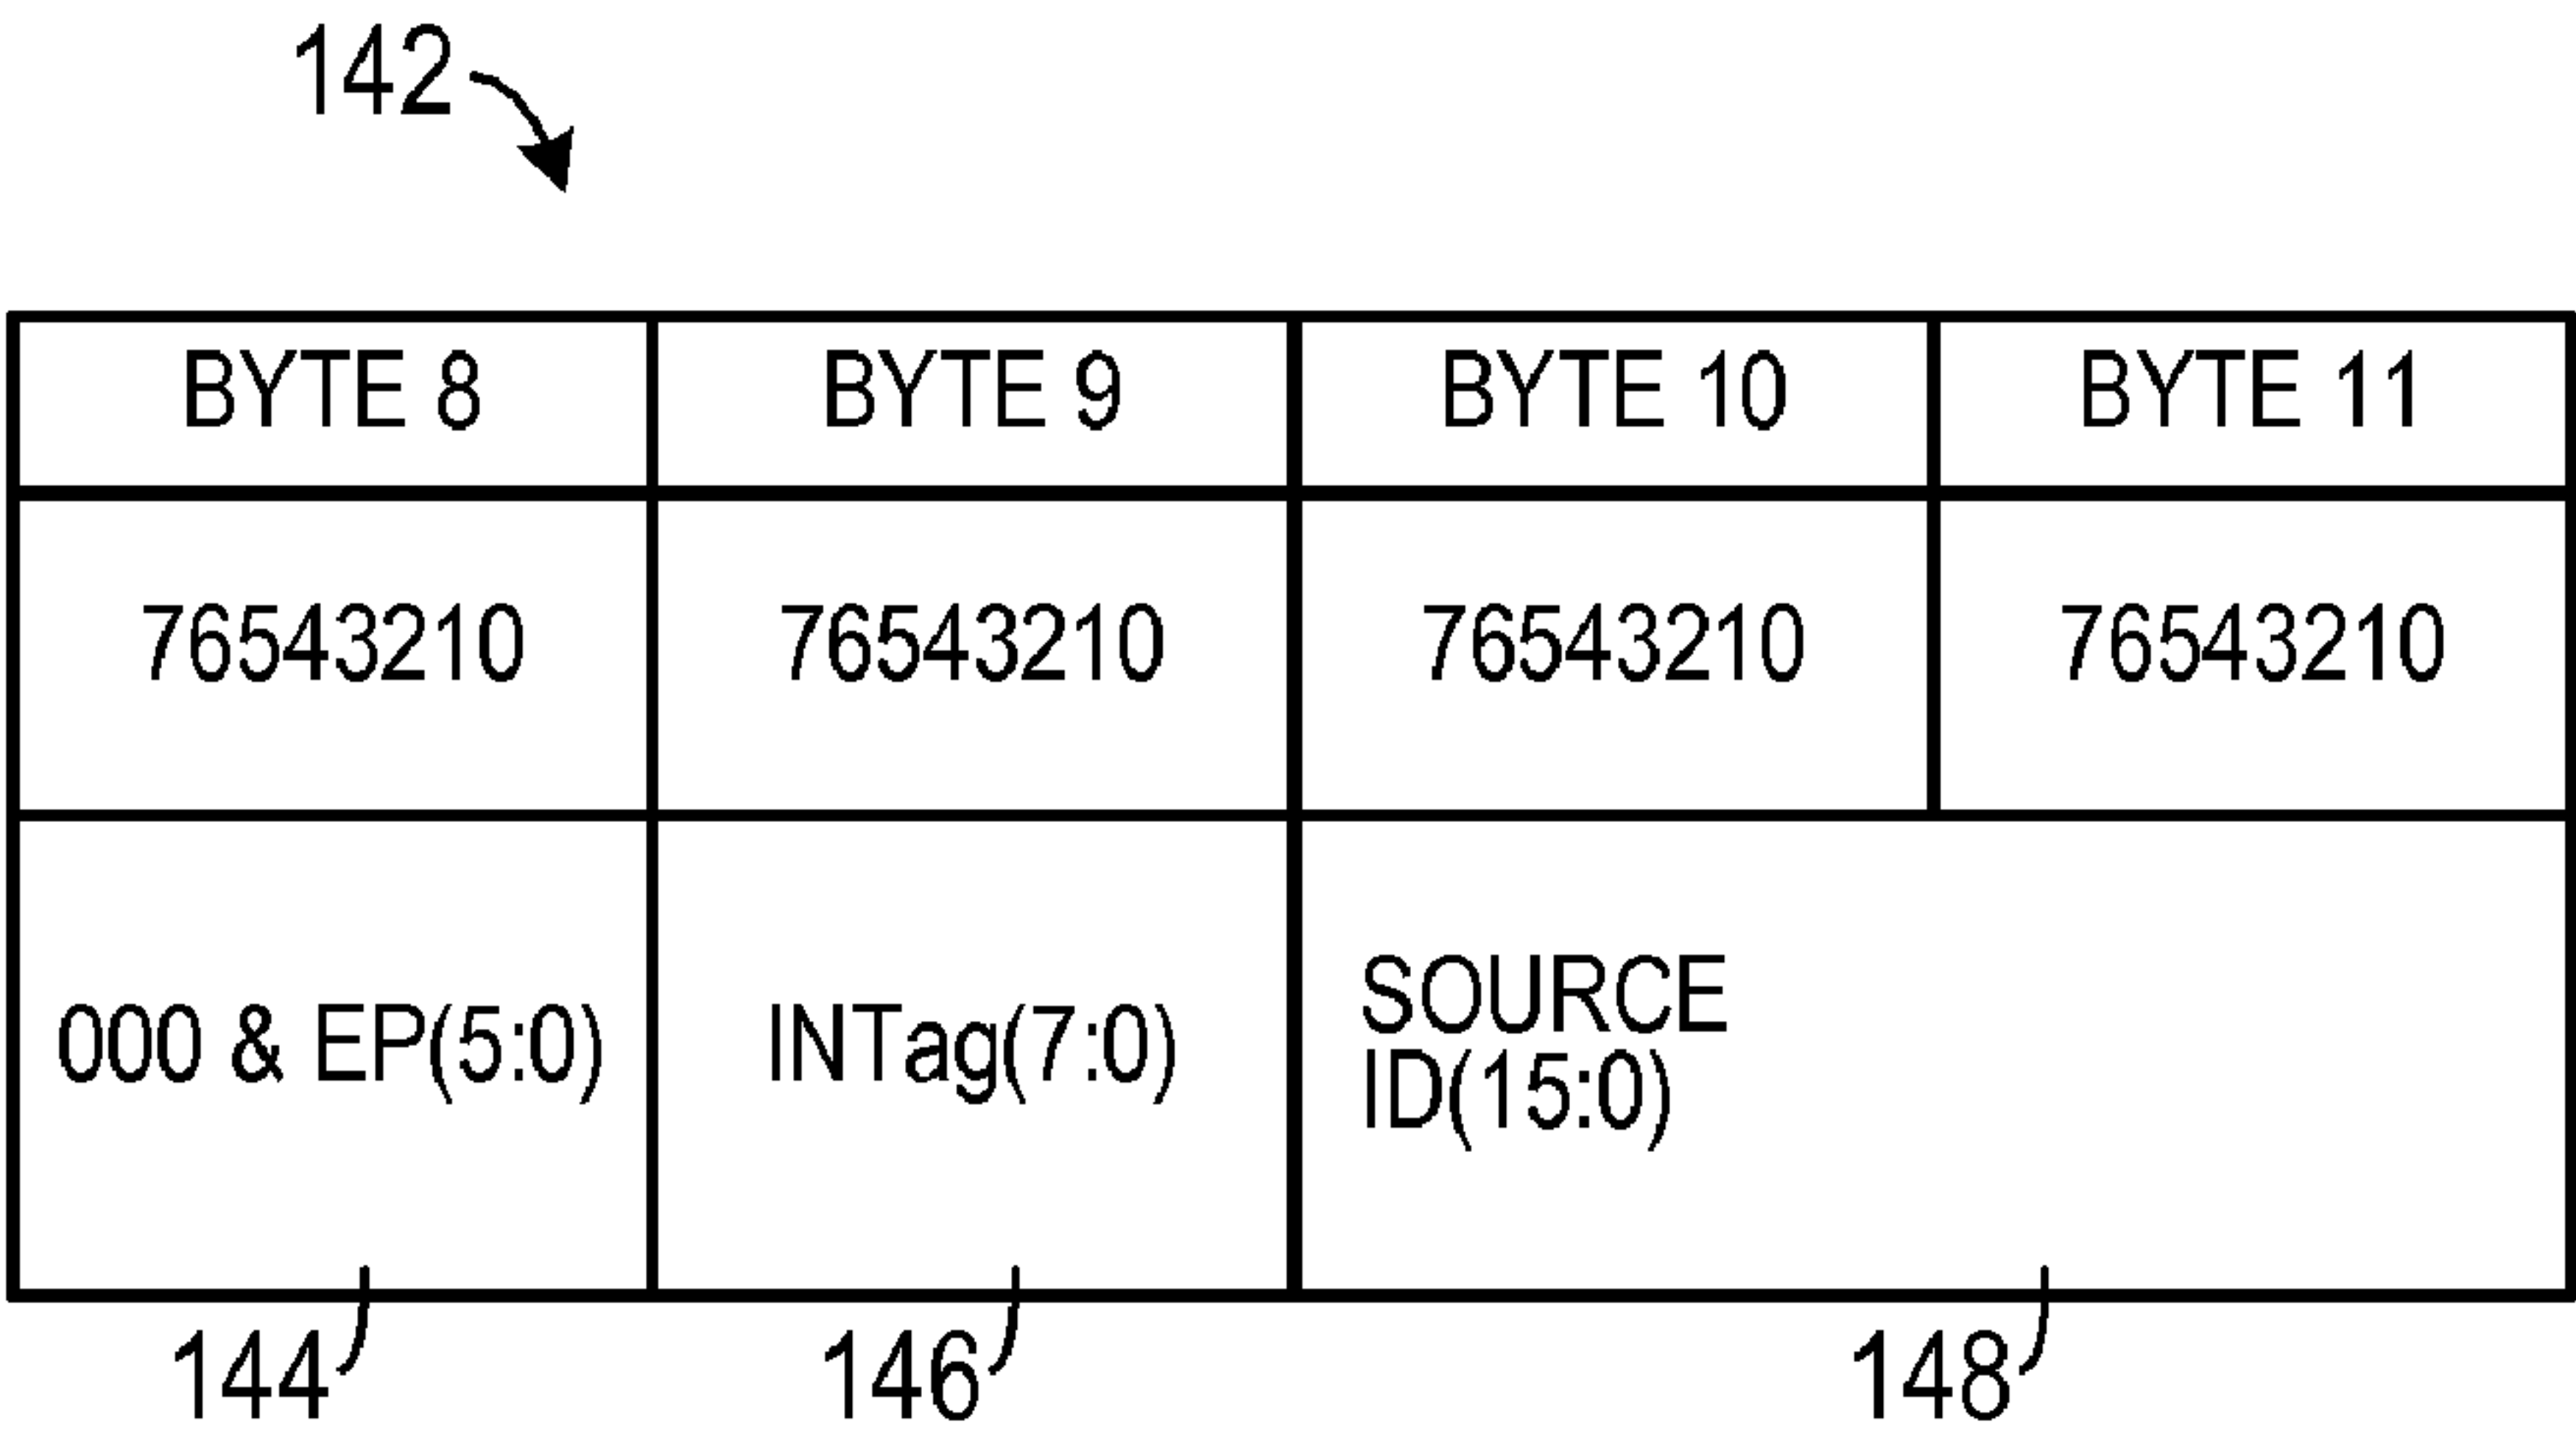 142
BYTE 8 BYTE 9 BYTE 10 BYTE 11
76543210 76543210 76543210 76543210
000 & EP(5:0) INTag(7:0) SOURCE
ID(15:0)
144 146 148